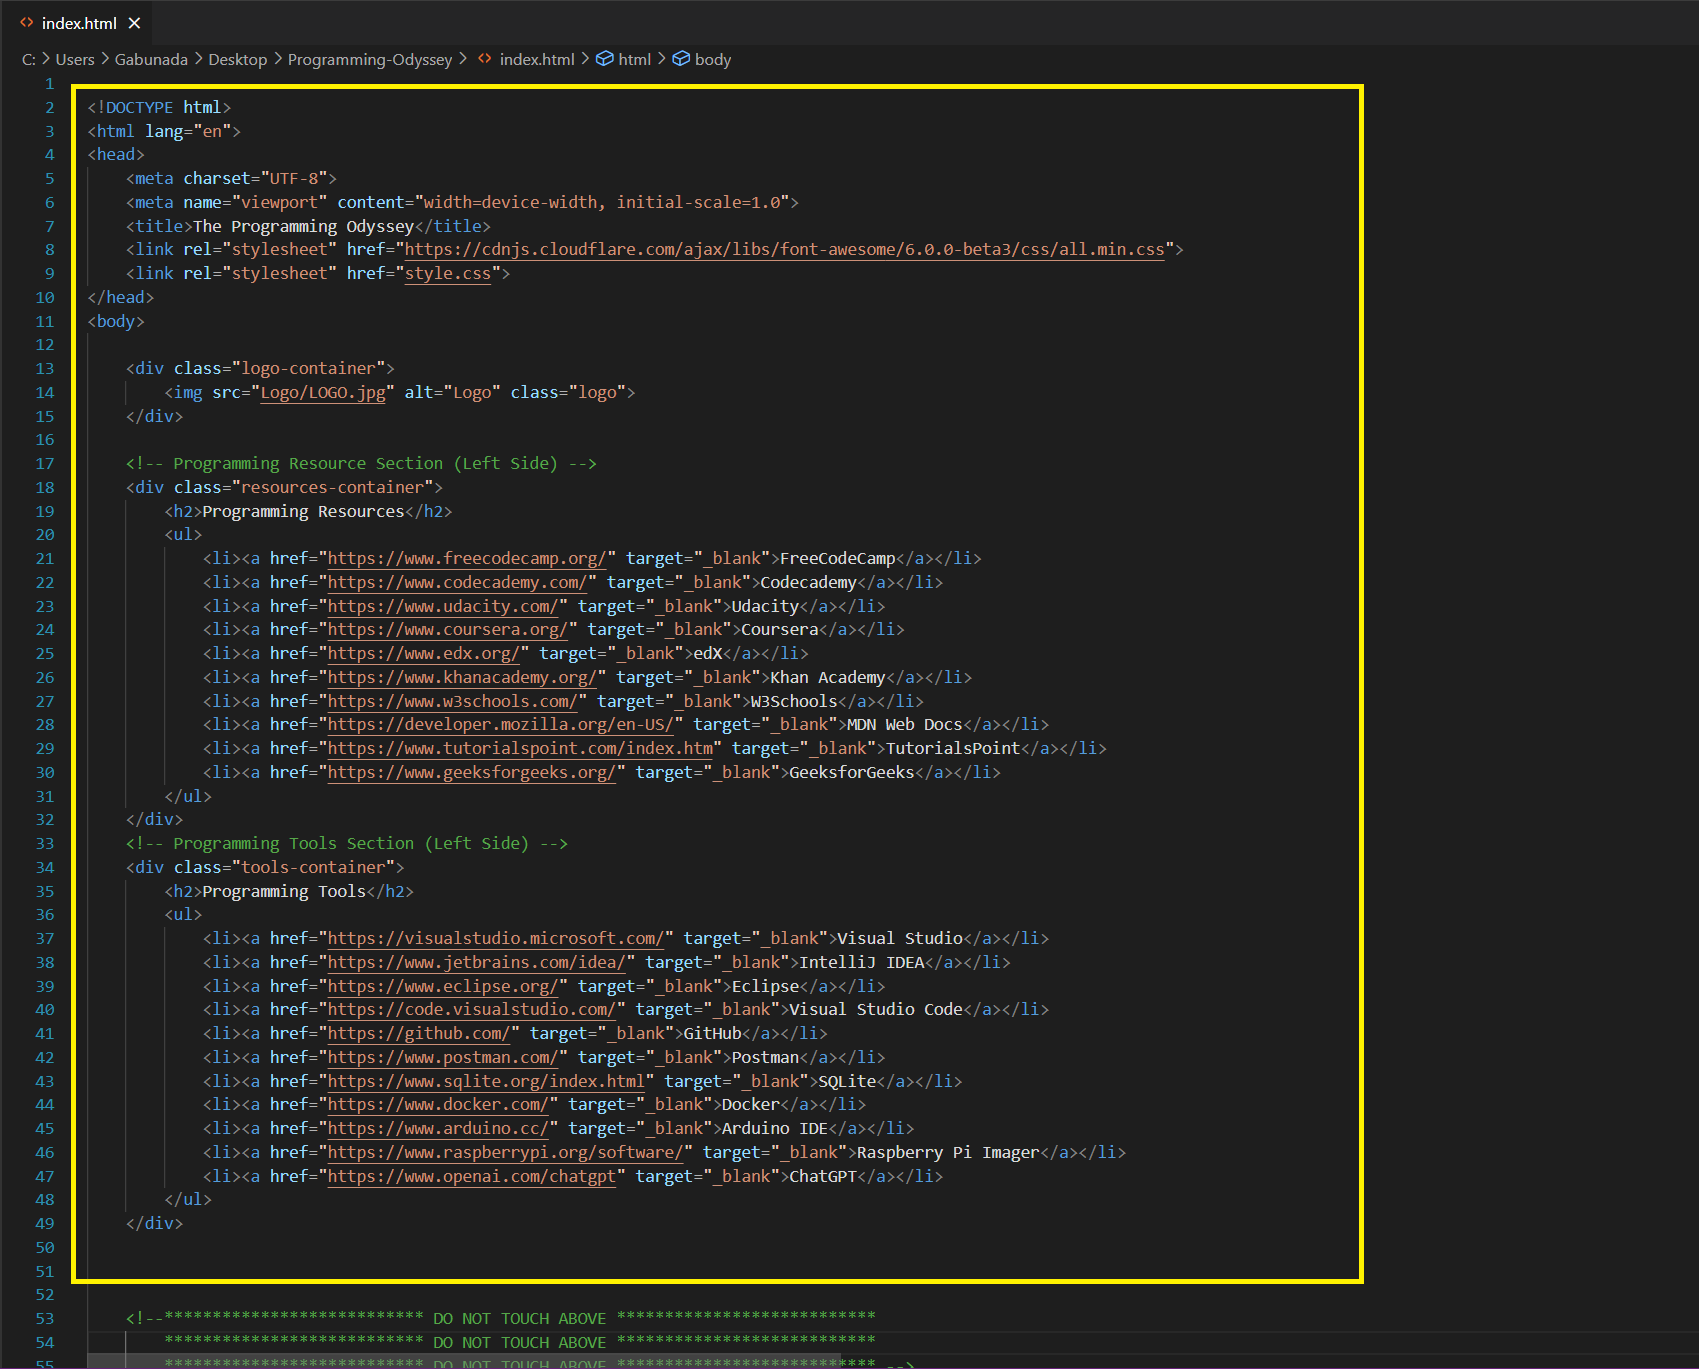 index.html
C: > Users > Gabunada > Desktop > Programming-Odyssey > index.html > html > body
1
2 <!DOCTYPE html>
3 <html lang="en">
4 <head>
5 <meta charset="UTF-8">
6 <meta name="viewport" content="width=device-width, initial-scale=1.0">
7 <title>The Programming Odyssey</title>
8 <link rel="stylesheet" href="https://cdnjs.cloudflare.com/ajax/libs/font-awesome/6.0.0-beta3/css/all.min.css">
9 <link rel="stylesheet" href="style.css">
10 </head>
11 <body>
12
13 <div class="logo-container">
14 <img src="Logo/LOGO.jpg" alt="Logo" class="logo">
15 </div>
16
17 <!-- Programming Resource Section (Left Side) -->
18 <div class="resources-container">
19 <h2>Programming Resources</h2>
20 <ul>
21 <li><a href="https://www.freecodecamp.org/" target="_blank">FreeCodeCamp</a></li>
22 <li><a href="https://www.codecademy.com/" target="_blank">Codecademy</a></li>
23 <li><a href="https://www.udacity.com/" target="_blank">Udacity</a></li>
24 <li><a href="https://www.coursera.org/" target="_blank">Coursera</a></li>
25 <li><a href="https://www.edx.org/" target="_blank">edX</a></li>
26 <li><a href="https://www.khanacademy.org/" target="_blank">Khan Academy</a></li>
27 <li><a href="https://www.w3schools.com/" target="_blank">W3Schools</a></li>
28 <li><a href="https://developer.mozilla.org/en-US/" target="_blank">MDN Web Docs</a></li>
29 <li><a href="https://www.tutorialspoint.com/index.htm" target="_blank">TutorialsPoint</a></li>
30 <li><a href="https://www.geeksforgeeks.org/" target="_blank">GeeksforGeeks</a></li>
31 </ul>
32 </div>
33 <!-- Programming Tools Section (Left Side) -->
34 <div class="tools-container">
35 <h2>Programming Tools</h2>
36 <ul>
37 <li><a href="https://visualstudio.microsoft.com/" target="_blank">Visual Studio</a></li>
38 <li><a href="https://www.jetbrains.com/idea/" target="_blank">IntelliJ IDEA</a></li>
39 <li><a href="https://www.eclipse.org/" target="_blank">Eclipse</a></li>
40 <li><a href="https://code.visualstudio.com/" target="_blank">Visual Studio Code</a></li>
41 <li><a href="https://github.com/" target="_blank">GitHub</a></li>
42 <li><a href="https://www.postman.com/" target="_blank">Postman</a></li>
43 <li><a href="https://www.sqlite.org/index.html" target="_blank">SQLite</a></li>
44 <li><a href="https://www.docker.com/" target="_blank">Docker</a></li>
45 <li><a href="https://www.arduino.cc/" target="_blank">Arduino IDE</a></li>
46 <li><a href="https://www.raspberrypi.org/software/" target="_blank">Raspberry Pi Imager</a></li>
47 <li><a href="https://www.openai.com/chatgpt" target="_blank">ChatGPT</a></li>
48 </ul>
49 </div>
50
51
52
53 <!--*************************** DO NOT TOUCH ABOVE ***************************
54 *************************** DO NOT TOUCH ABOVE ***************************
55 *************************** DO NOT TOUCH ABOVE *************************** -->